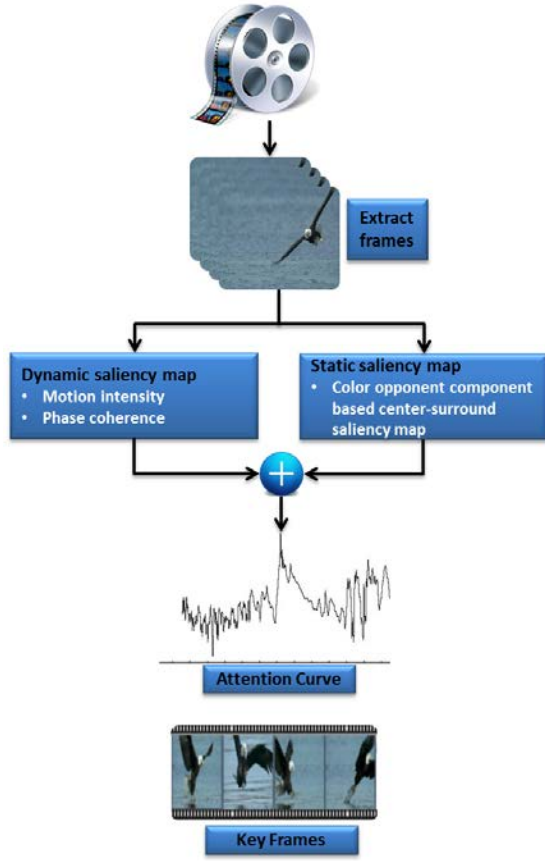 Extract
frames
Dynamic saliency map
• Motion intensity
• Phase coherence
Static saliency map
• Color opponent component
based center-surround
saliency map
Attention Curve
Key Frames